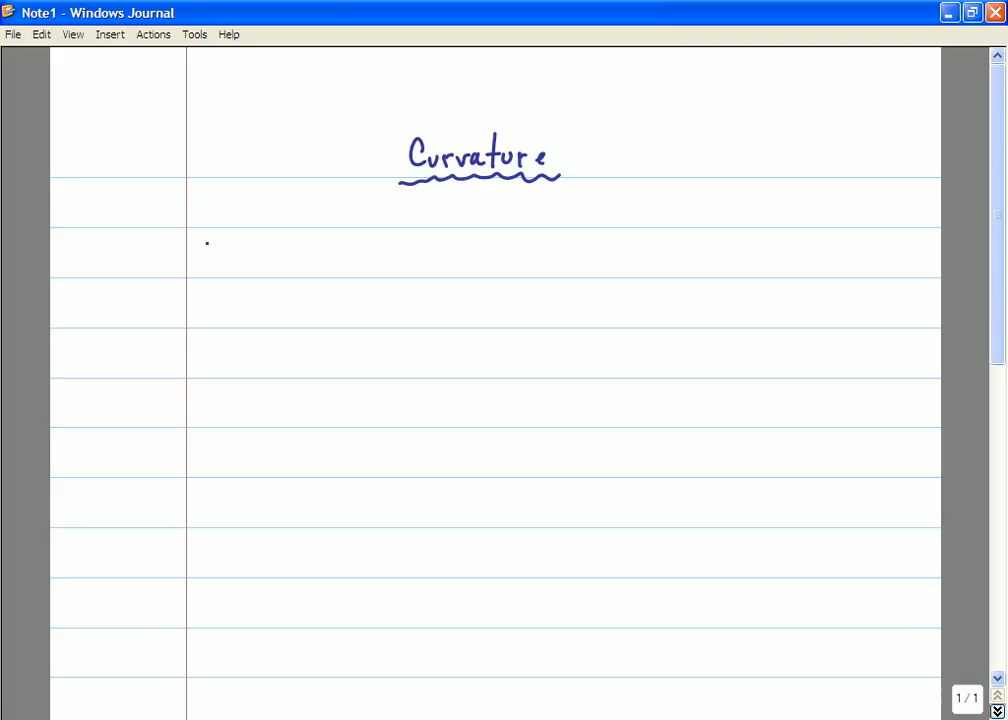 Note1 - Windows Journal
File Edit View Insert Actions Tools Help
Curvature
1/1